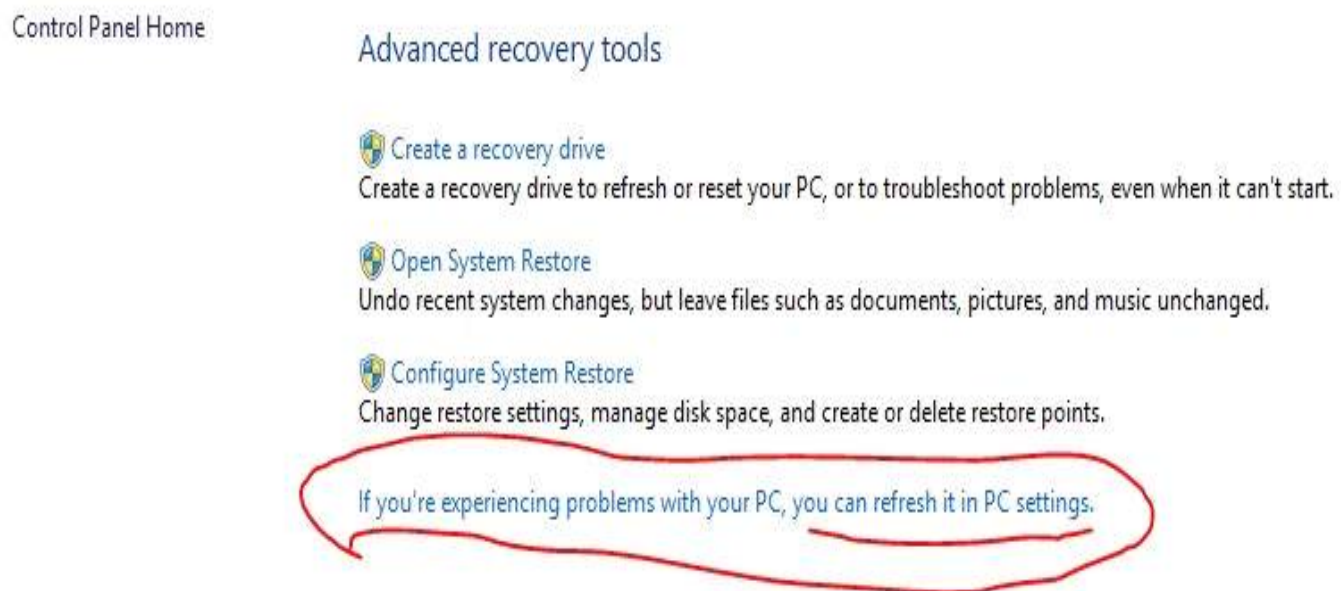 Control Panel Home
Advanced recovery tools
Create a recovery drive
Create a recovery drive to refresh or reset your PC, or to troubleshoot problems, even when it can't start.
Open System Restore
Undo recent system changes, but leave files such as documents, pictures, and music unchanged.
Configure System Restore
Change restore settings, manage disk space, and create or delete restore points.
If you're experiencing problems with your PC, you can refresh it in PC settings.